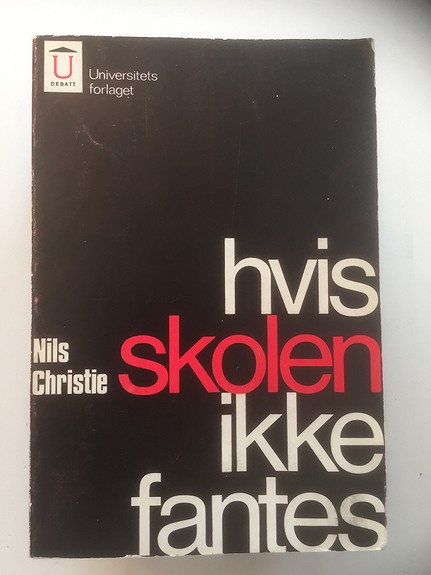 U
DEBATT
Universitets
forlaget
hvis
skolen
ikke
fantes
Nils
Christie